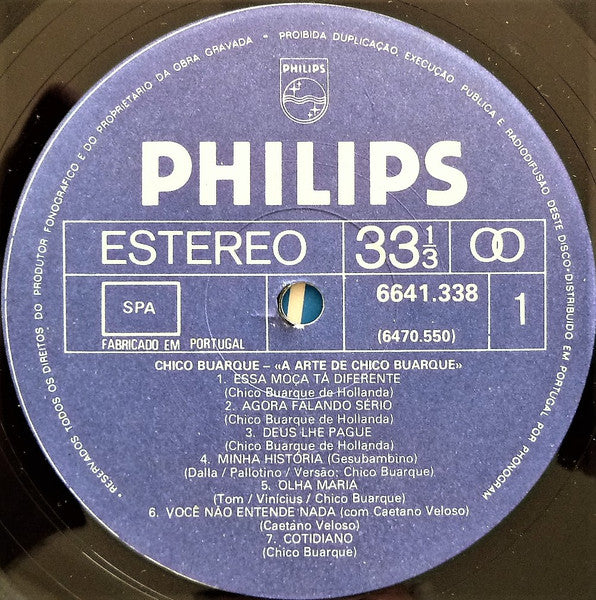 • RESERVADOS TODOS OS DIREITOS DO PRODUTOR FONOGRAFICO E DO PROPRIETARIO DA OBRA GRAVADA - PROIBIDA DUPLICAÇÃO, EXECUÇÃO PUBLICA E RADIODIFUSÃO DESTE DISCO • DISTRIBUIDO EM PORTUGAL POR PHONOGRAM
PHILIPS
PHILIPS
ESTEREO 33 1/3
SPA 6641.338 1
FABRICADO EM PORTUGAL (6470.550)
CHICO BUARQUE – «A ARTE DE CHICO BUARQUE»
1. ESSA MOÇA TÁ DIFERENTE
(Chico Buarque de Hollanda)
2. AGORA FALANDO SÉRIO
(Chico Buarque de Hollanda)
3. DEUS LHE PAGUE
(Chico Buarque de Hollanda)
4. MINHA HISTÓRIA (Gesubambino)
(Dalla / Pallotino / Versão: Chico Buarque)
5. OLHA MARIA
(Tom / Vinícius / Chico Buarque)
6. VOCÊ NÃO ENTENDE NADA (com Caetano Veloso)
(Caetano Veloso)
7. COTIDIANO
(Chico Buarque)